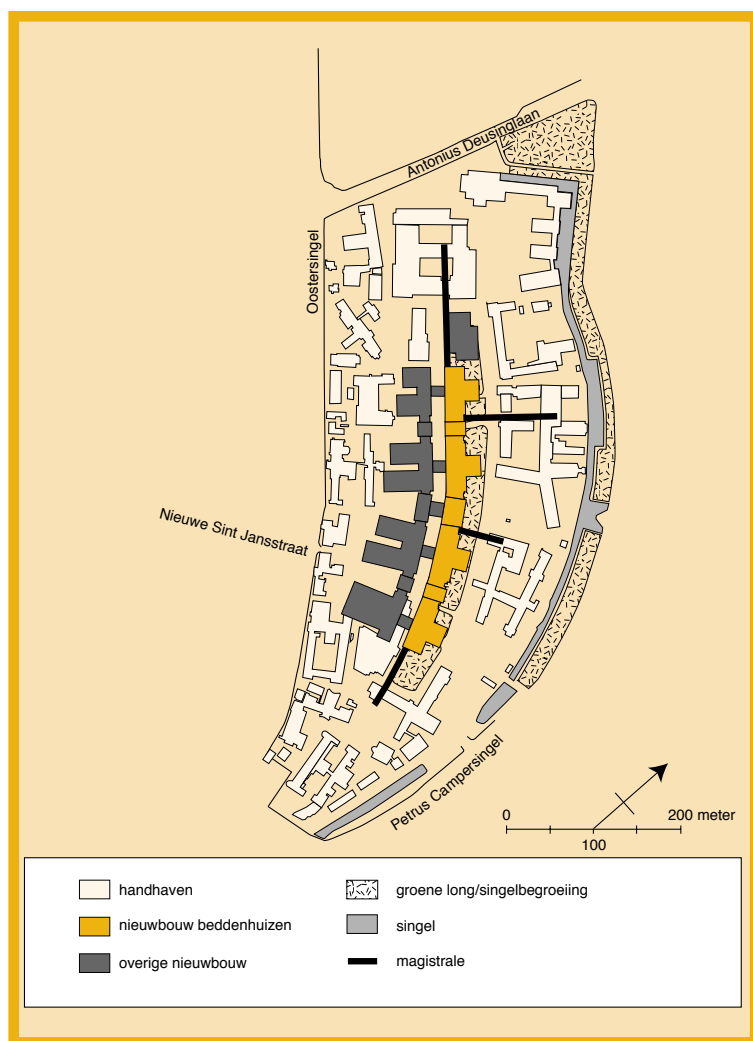 Antonius Deusinglaan
Oostersingel
Nieuwe Sint Jansstraat
Petrus Campersingel
0
200 meter
100
handhaven
groene long/singelbegroeiing
nieuwbouw beddenhuizen
singel
overige nieuwbouw
magistrale